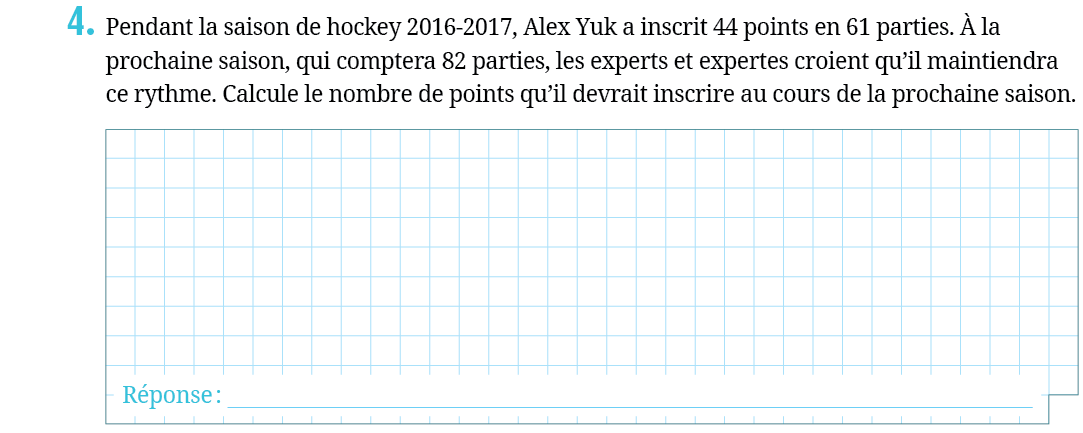 4. Pendant la saison de hockey 2016-2017, Alex Yuk a inscrit 44 points en 61 parties. À la
prochaine saison, qui comptera 82 parties, les experts et expertes croient qu’il maintiendra
ce rythme. Calcule le nombre de points qu’il devrait inscrire au cours de la prochaine saison.
Réponse :